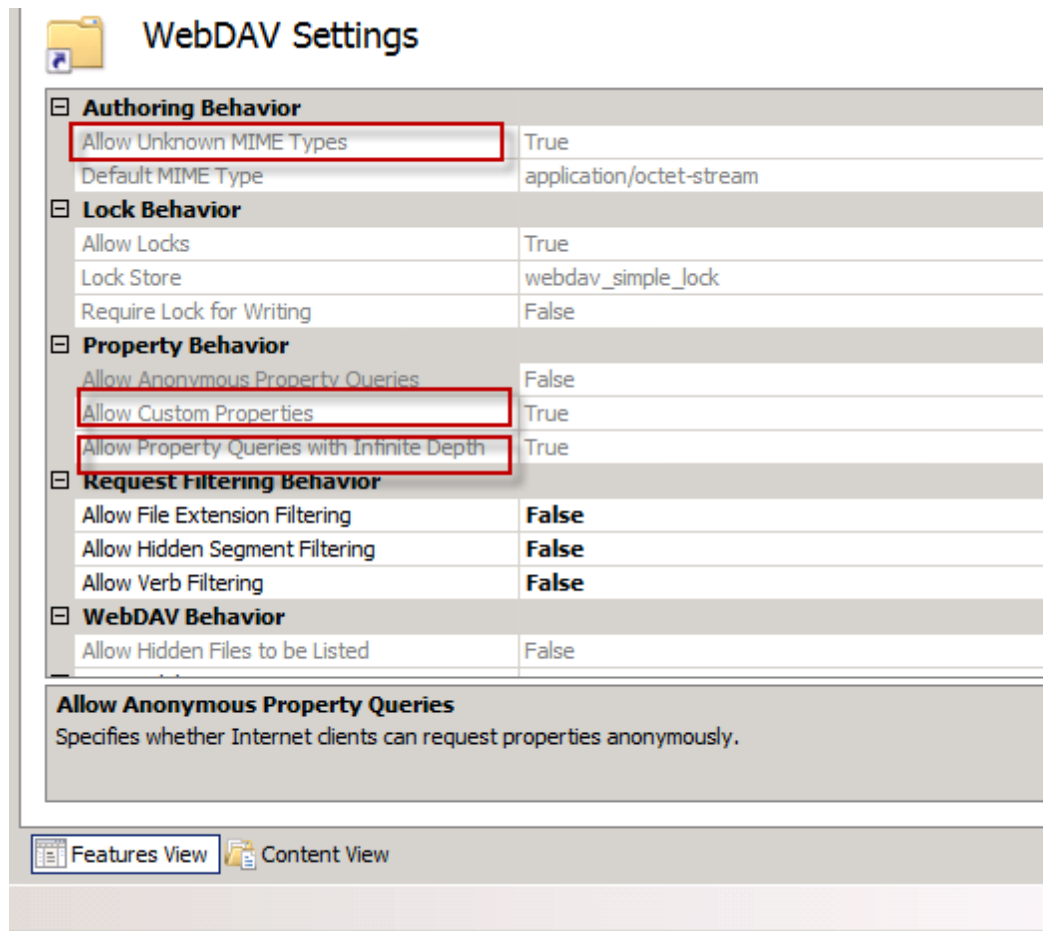 WebDAV Settings
Authoring Behavior
Allow Unknown MIME Types True
Default MIME Type application/octet-stream
Lock Behavior
Allow Locks True
Lock Store webdav_simple_lock
Require Lock for Writing False
Property Behavior
Allow Anonymous Property Queries False
Allow Custom Properties True
Allow Property Queries with Infinite Depth True
Request Filtering Behavior
Allow File Extension Filtering False
Allow Hidden Segment Filtering False
Allow Verb Filtering False
WebDAV Behavior
Allow Hidden Files to be Listed False
Allow Anonymous Property Queries
Specifies whether Internet clients can request properties anonymously.
Features View Content View